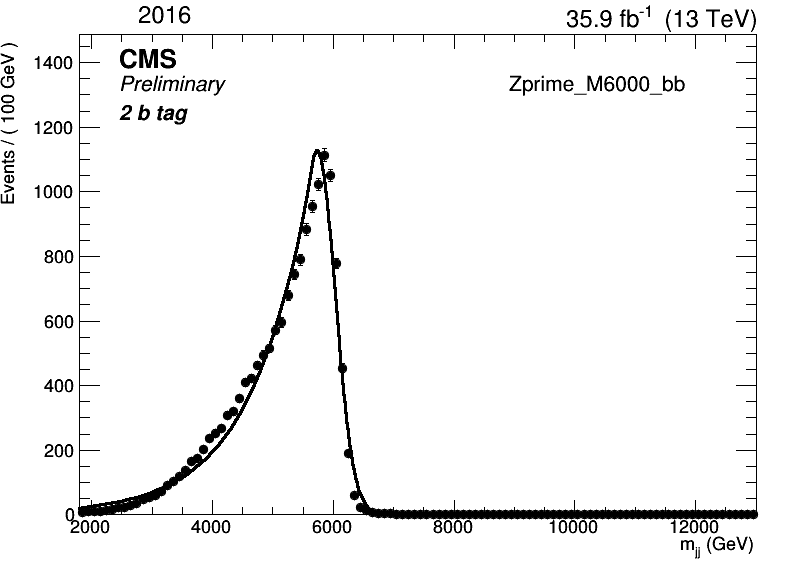 2016
35.9 fb⁻¹ (13 TeV)
CMS
Preliminary
2 b tag
Zprime_M6000_bb
Events / ( 100 GeV )
1400
1200
1000
800
600
400
200
0
2000 4000 6000 8000 10000 12000
m_jj (GeV)